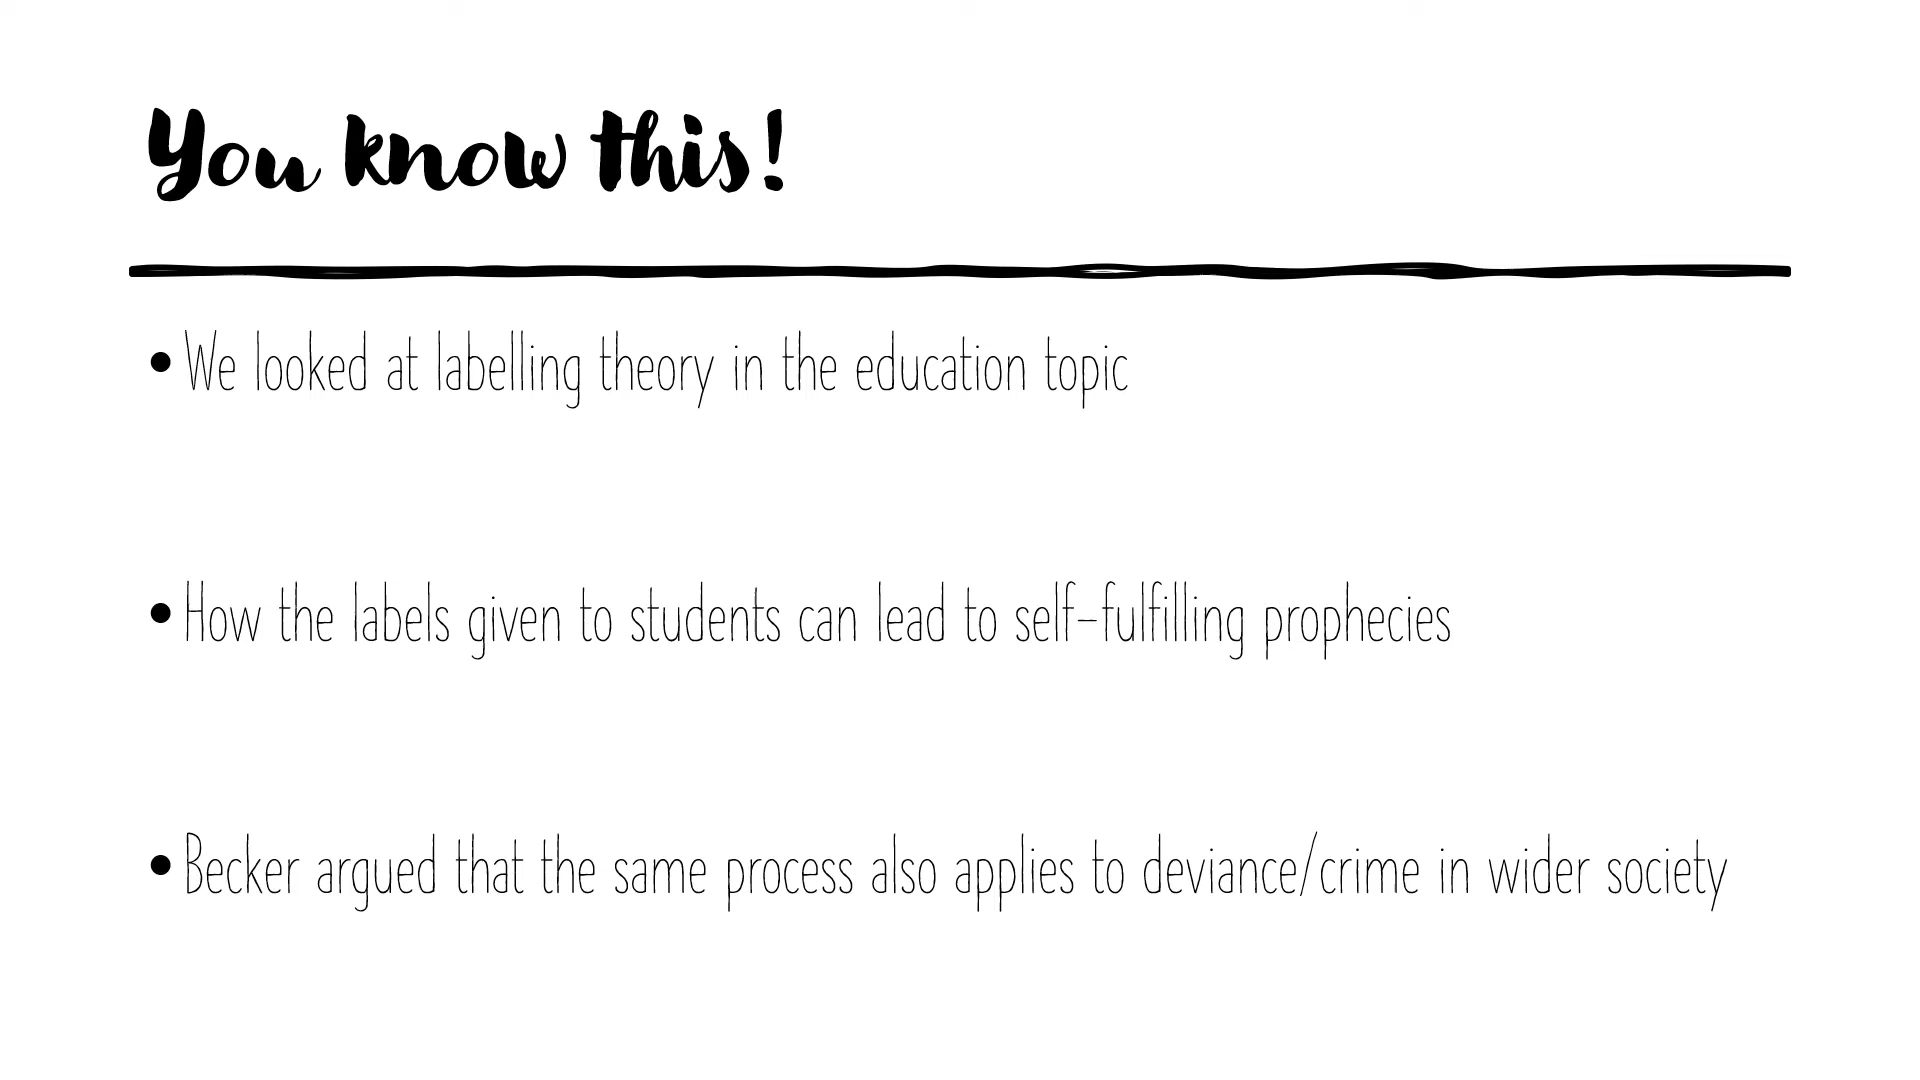 You know this!
• We looked at labelling theory in the education topic
• How the labels given to students can lead to self-fulfilling prophecies
• Becker argued that the same process also applies to deviance/crime in wider society